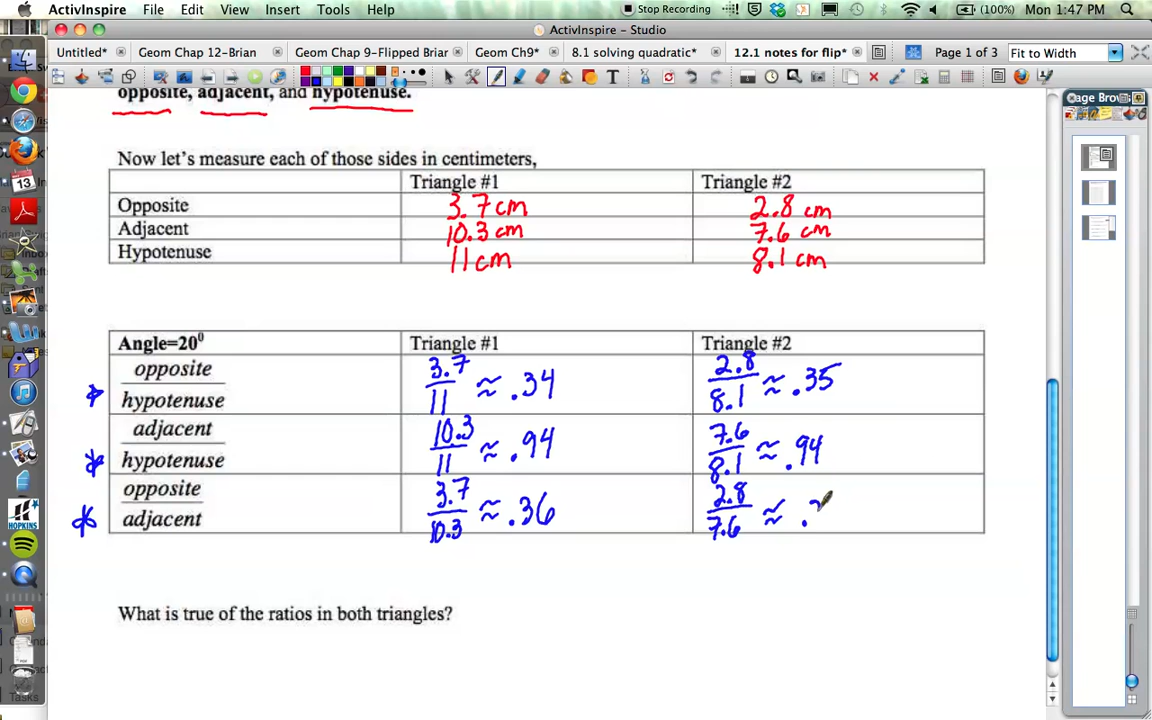 ActivInspire File Edit View Insert Tools Help Stop Recording (100%) Mon 1:47 PM
ActivInspire - Studio
Untitled* Geom Chap 12-Brian Geom Chap 9-Flipped Briar Geom Ch9* 8.1 solving quadratic* 12.1 notes for flip* Page 1 of 3 Fit to Width
opposite, adjacent, and hypotenuse.
Now let's measure each of those sides in centimeters,
Triangle #1 Triangle #2
Opposite 3.7 cm 2.8 cm
Adjacent 10.3 cm 7.6 cm
Hypotenuse 11 cm 8.1 cm
Angle=20⁰ Triangle #1 Triangle #2
opposite 3.7 2.8
≈ .34 ≈ .35
hypotenuse 11 8.1
adjacent 10.3 7.6
≈ .94 ≈ .94
hypotenuse 11 8.1
opposite 3.7 2.8
≈ .36 ≈ .
adjacent 10.3 7.6
What is true of the ratios in both triangles?
HOPKINS